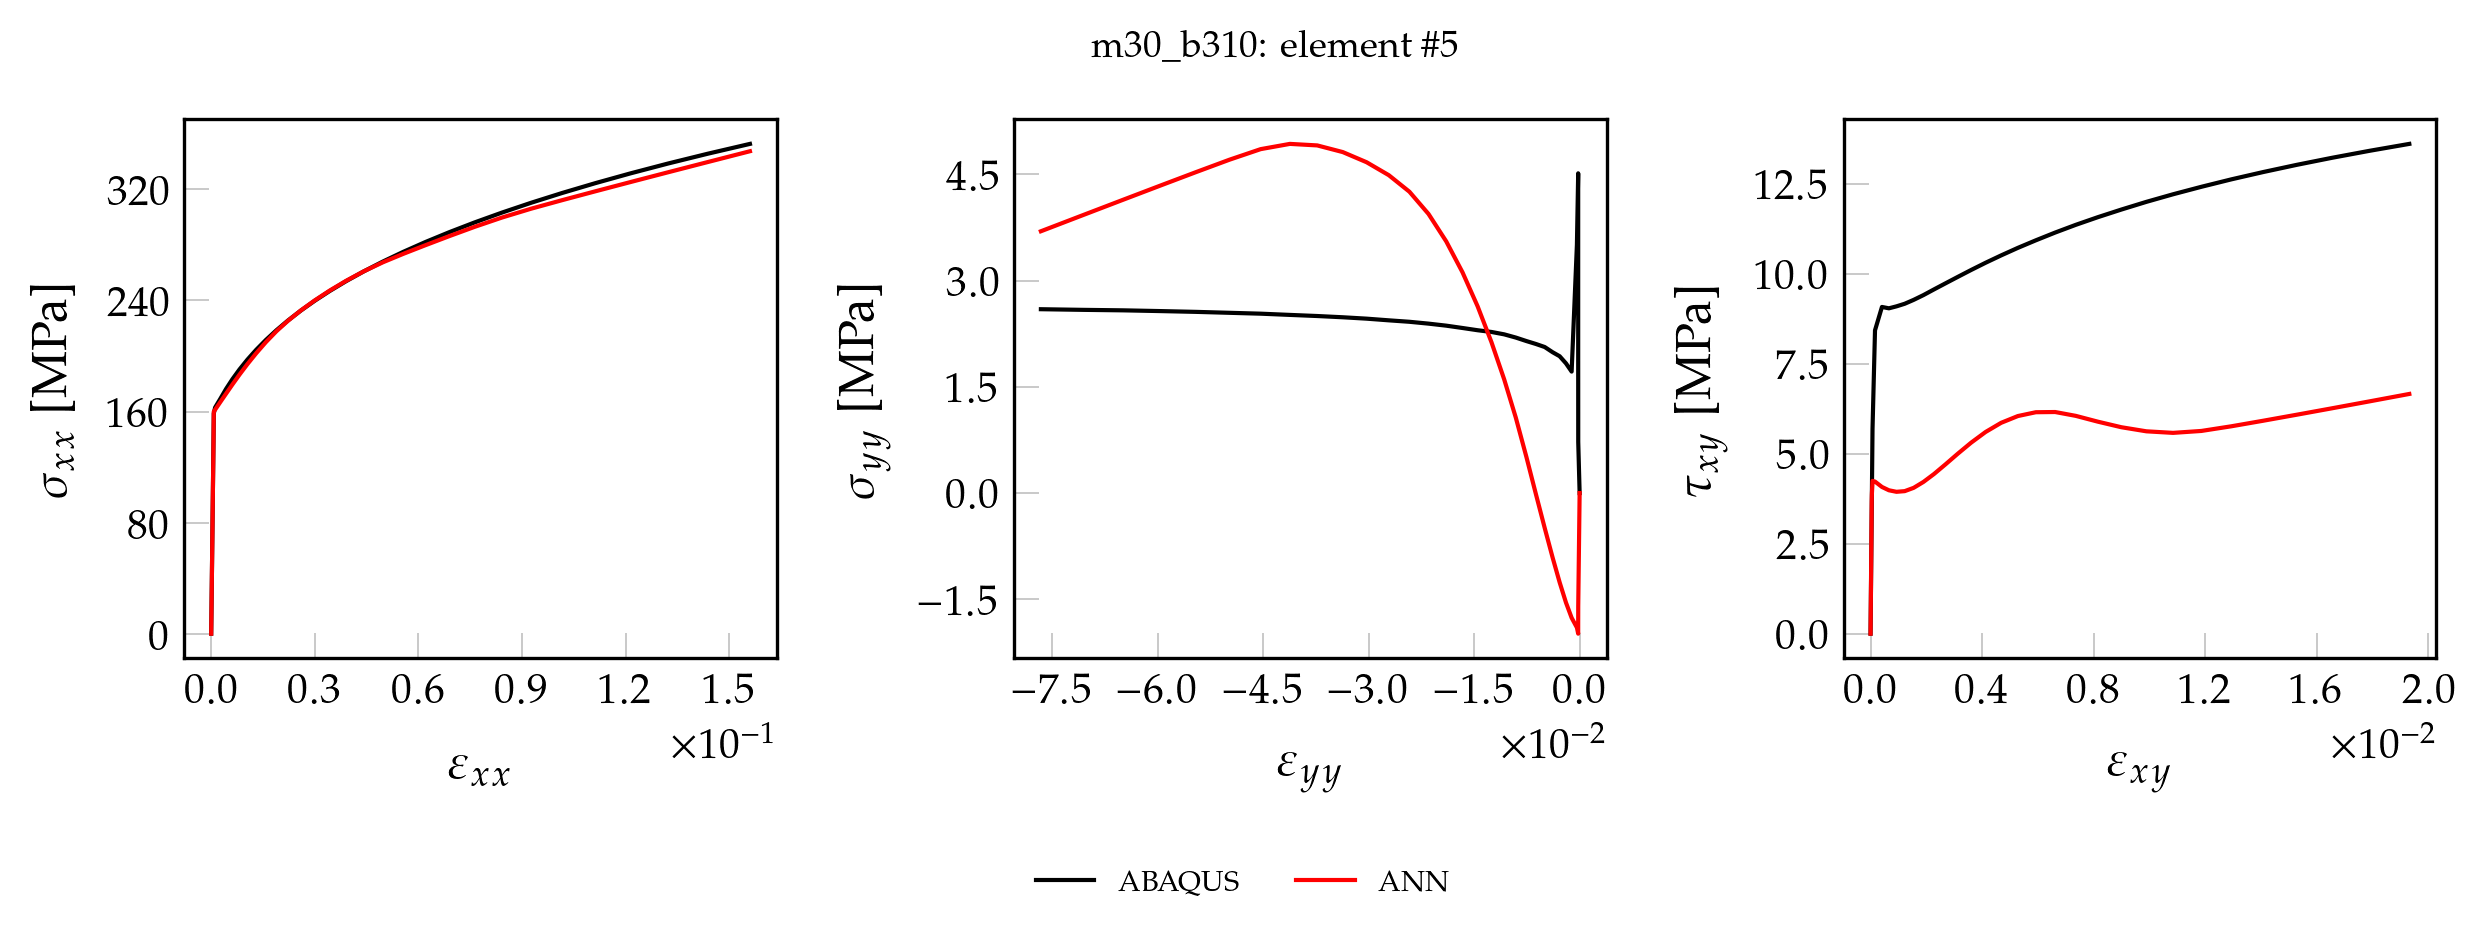 m30_b310: element #5
σxx [MPa]
320
240
160
80
0
0.0 0.3 0.6 0.9 1.2 1.5
×10⁻¹
εxx
σyy [MPa]
4.5
3.0
1.5
0.0
−1.5
−7.5 −6.0 −4.5 −3.0 −1.5 0.0
×10⁻²
εyy
τxy [MPa]
12.5
10.0
7.5
5.0
2.5
0.0
0.0 0.4 0.8 1.2 1.6 2.0
×10⁻²
εxy
ABAQUS ANN